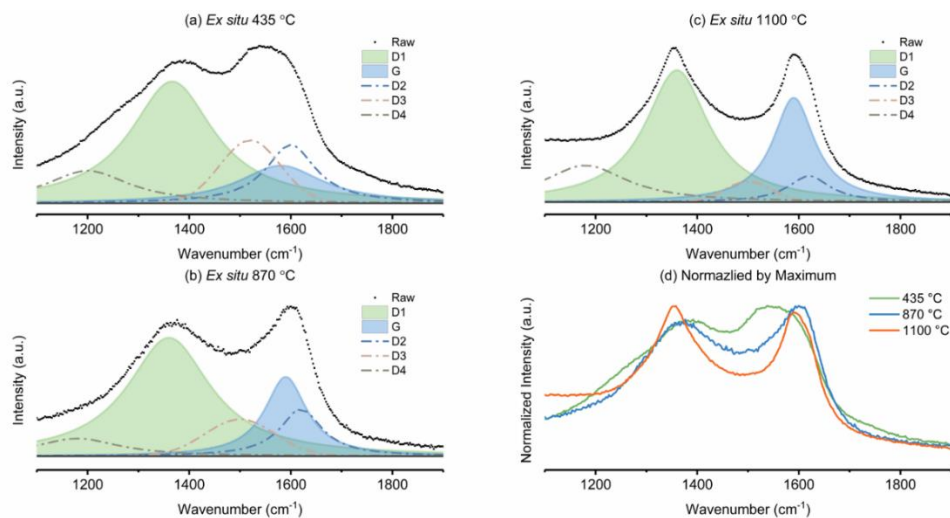 (a) Ex situ 435 °C
Raw
D1
G
D2
D3
D4
Intensity (a.u.)
1200 1400 1600 1800
Wavenumber (cm⁻¹)
(b) Ex situ 870 °C
Raw
D1
G
D2
D3
D4
Intensity (a.u.)
1200 1400 1600 1800
Wavenumber (cm⁻¹)
(c) Ex situ 1100 °C
Raw
D1
G
D2
D3
D4
Intensity (a.u.)
1200 1400 1600 1800
Wavenumber (cm⁻¹)
(d) Normazlied by Maximum
435 °C
870 °C
1100 °C
Normalized Intensity (a.u.)
1200 1400 1600 1800
Wavenumber (cm⁻¹)